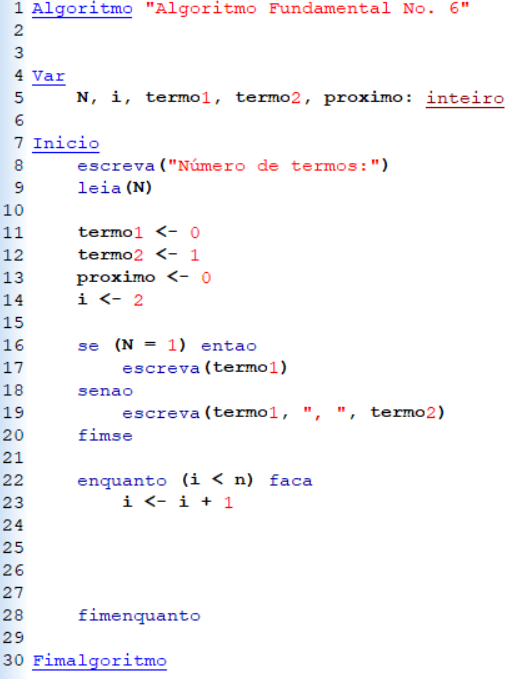 1 Algoritmo "Algoritmo Fundamental No. 6"
2
3
4 Var
5     N, i, termo1, termo2, proximo: inteiro
6
7 Inicio
8     escreva("Número de termos:")
9     leia(N)
10
11     termo1 <- 0
12     termo2 <- 1
13     proximo <- 0
14     i <- 2
15
16     se (N = 1) entao
17         escreva(termo1)
18     senao
19         escreva(termo1, ", ", termo2)
20     fimse
21
22     enquanto (i < n) faca
23         i <- i + 1
24
25
26
27
28     fimenquanto
29
30 Fimalgoritmo